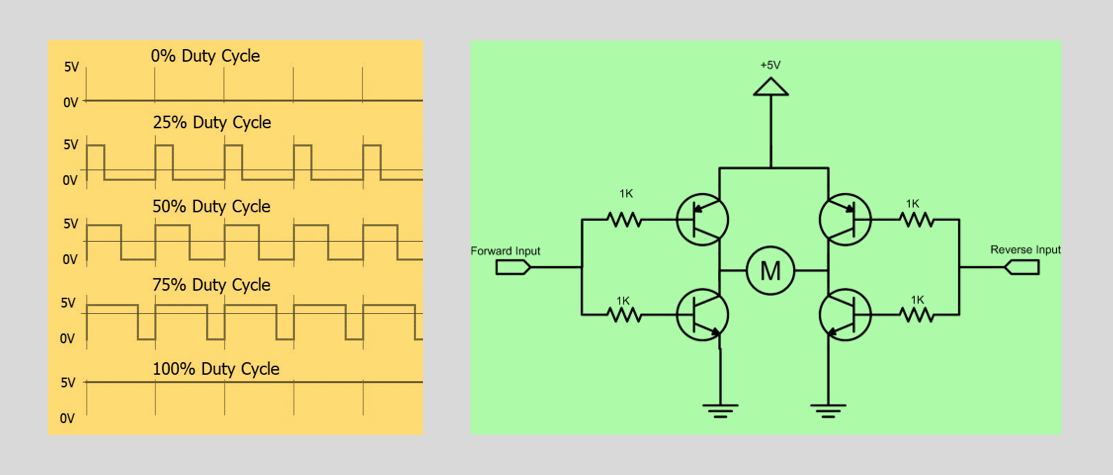 0% Duty Cycle
5V
0V
25% Duty Cycle
5V
0V
50% Duty Cycle
5V
0V
75% Duty Cycle
5V
0V
100% Duty Cycle
5V
0V
+5V
1K
1K
Forward Input
Reverse Input
M
1K
1K